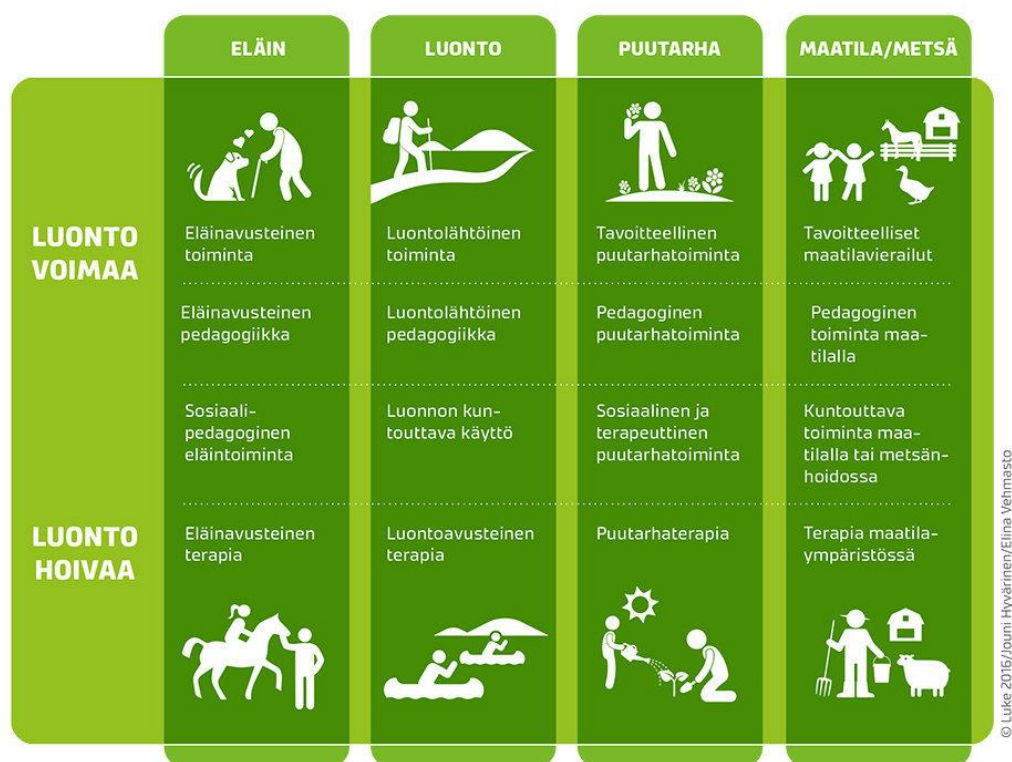 ELÄIN
LUONTO
PUUTARHA
MAATILA/METSÄ
LUONTO
VOIMAA
Eläinavusteinen
toiminta
Luontolähtöinen
toiminta
Tavoitteellinen
puutarhatoiminta
Tavoitteelliset
maatilavierailut
Eläinavusteinen
pedagogiikka
Luontolähtöinen
pedagogiikka
Pedagoginen
puutarhatoiminta
Pedagoginen
toiminta maa-
tilalla
Sosiaali-
pedagoginen
eläintoiminta
Luonnon kun-
touttava käyttö
Sosiaalinen ja
terapeuttinen
puutarhatoiminta
Kuntouttava
toiminta maa-
tilalla tai metsän-
hoidossa
LUONTO
HOIVAA
Eläinavusteinen
terapia
Luontoavusteinen
terapia
Puutarhaterapia
Terapia maatila-
ympäristössä
© Luke 2016/Jouni Hyvärinen/Elina Vehmasto